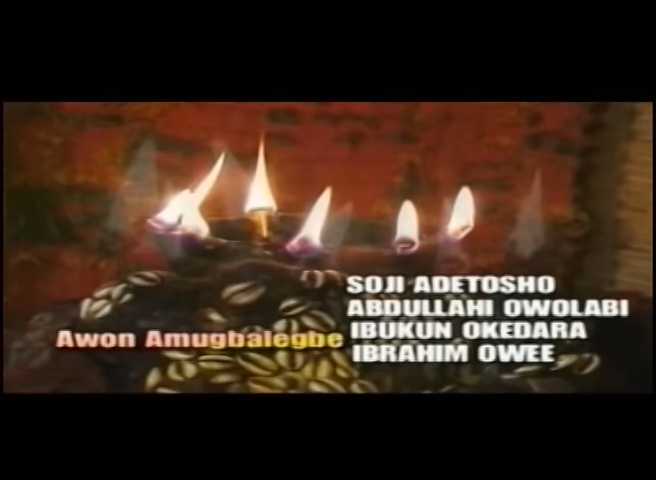 SOJI ADETOSHO
ABDULLAHI OWOLABI
Awon Amugbalegbe IBUKUN OKEDARA
IBRAHIM OWEE